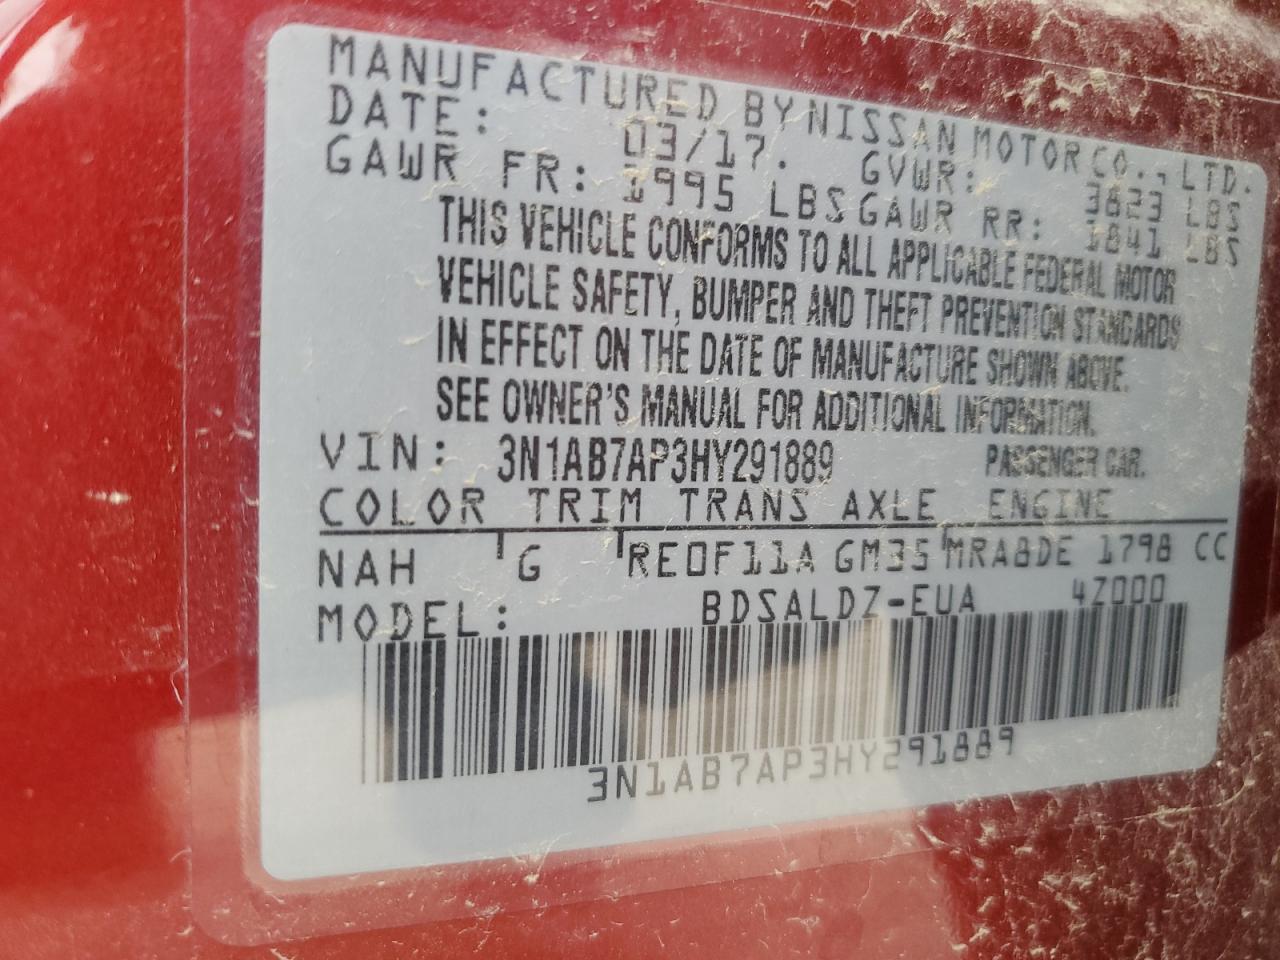 MANUFACTURED BY NISSAN MOTOR CO., LTD.
DATE: 03/17. GVWR: 3823 LBS
GAWR FR: 1995 LBS GAWR RR: 1841 LBS
THIS VEHICLE CONFORMS TO ALL APPLICABLE FEDERAL MOTOR
VEHICLE SAFETY, BUMPER AND THEFT PREVENTION STANDARDS
IN EFFECT ON THE DATE OF MANUFACTURE SHOWN ABOVE.
SEE OWNER'S MANUAL FOR ADDITIONAL INFORMATION.
VIN: 3N1AB7AP3HY291889 PASSENGER CAR.
COLOR TRIM TRANS AXLE ENGINE
NAH G RE0F11A GM35 MRA8DE 1798 CC
MODEL: BDSALDZ-EUA 4Z000
3N1AB7AP3HY291889